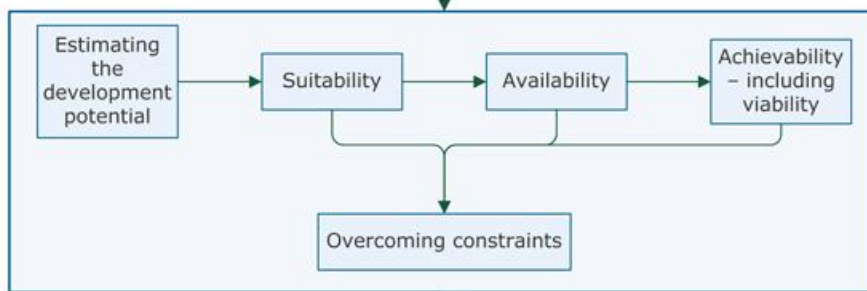 Estimating
the
development
potential
Suitability
Availability
Achievability
– including
viability
Overcoming constraints